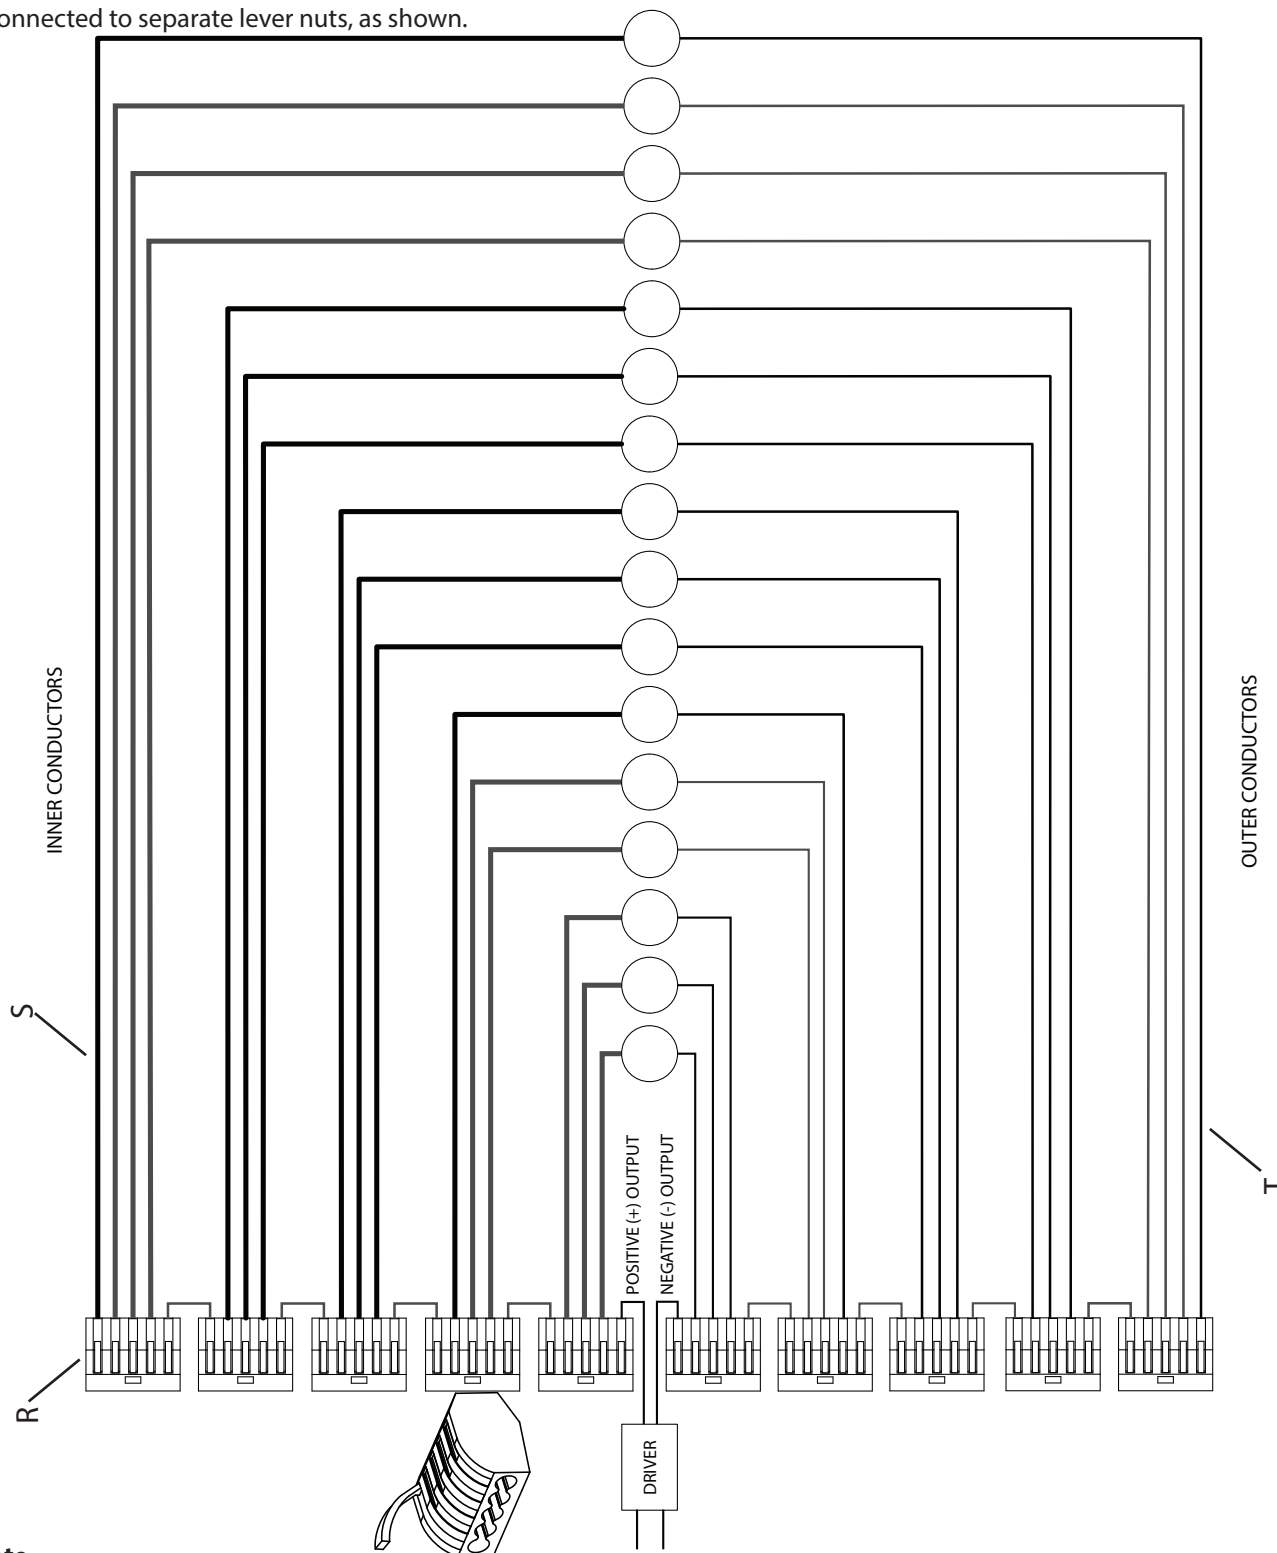 onnected to separate lever nuts, as shown.
INNER CONDUCTORS
OUTER CONDUCTORS
S
T
POSITIVE (+) OUTPUT
NEGATIVE (-) OUTPUT
R
DRIVER